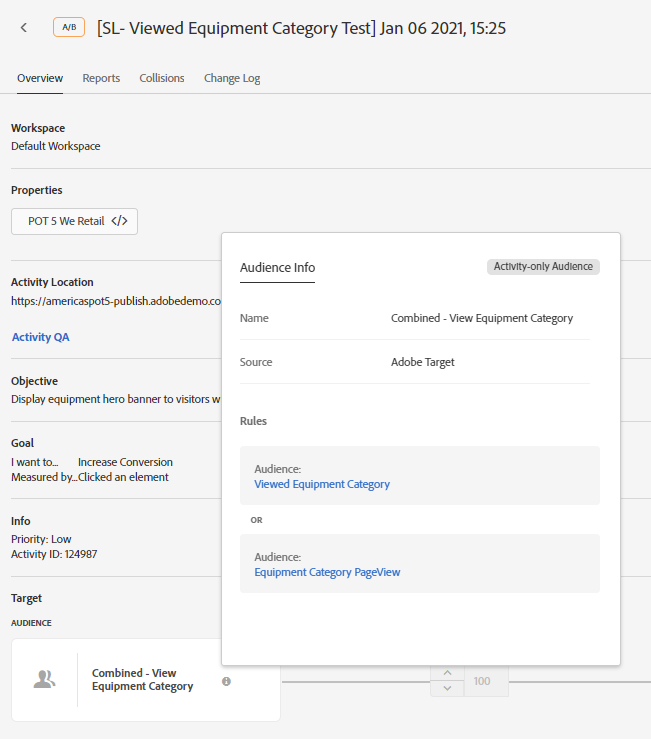 A/B [SL- Viewed Equipment Category Test] Jan 06 2021, 15:25
Overview Reports Collisions Change Log
Workspace
Default Workspace
Properties
POT 5 We Retail </>
Activity Location
https://americaspot5-publish.adobedemo.co
Activity QA
Objective
Display equipment hero banner to visitors w
Goal
I want to... Increase Conversion
Measured by...Clicked an element
Info
Priority: Low
Activity ID: 124987
Target
AUDIENCE
Combined - View
Equipment Category
Audience Info Activity-only Audience
Name Combined - View Equipment Category
Source Adobe Target
Rules
Audience:
Viewed Equipment Category
OR
Audience:
Equipment Category PageView
100